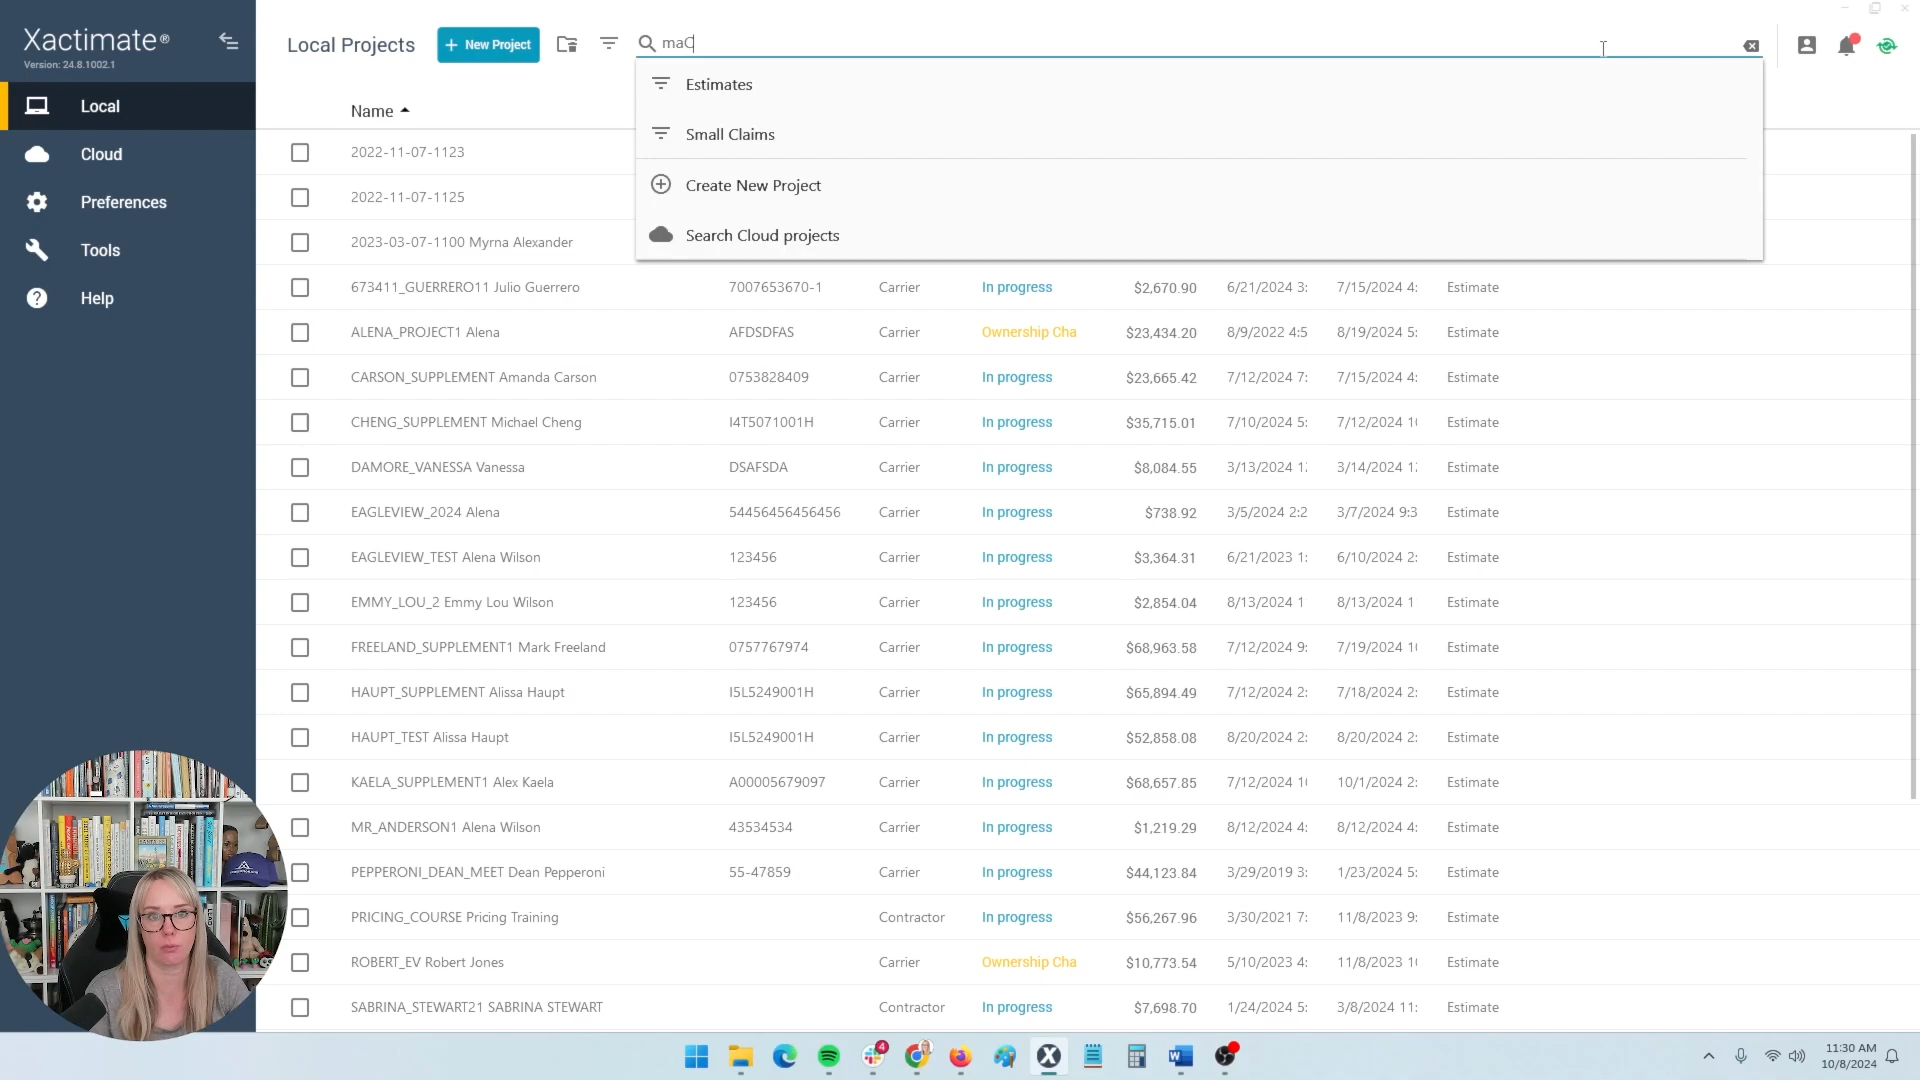 Xactimate®
Version: 24.8.1002.1
Local
Cloud
Preferences
Tools
Help
Local Projects
+ New Project
maC
Estimates
Small Claims
Create New Project
Search Cloud projects
Name
2022-11-07-1123
2022-11-07-1125
2023-03-07-1100 Myrna Alexander
673411_GUERRERO11 Julio Guerrero 7007653670-1 Carrier In progress $2,670.90 6/21/2024 3: 7/15/2024 4: Estimate
ALENA_PROJECT1 Alena AFDSDFAS Carrier Ownership Cha $23,434.20 8/9/2022 4:5 8/19/2024 5: Estimate
CARSON_SUPPLEMENT Amanda Carson 0753828409 Carrier In progress $23,665.42 7/12/2024 7: 7/15/2024 4: Estimate
CHENG_SUPPLEMENT Michael Cheng I4T5071001H Carrier In progress $35,715.01 7/10/2024 5: 7/12/2024 1( Estimate
DAMORE_VANESSA Vanessa DSAFSDA Carrier In progress $8,084.55 3/13/2024 1: 3/14/2024 1: Estimate
EAGLEVIEW_2024 Alena 54456456456456 Carrier In progress $738.92 3/5/2024 2:2 3/7/2024 9:3 Estimate
EAGLEVIEW_TEST Alena Wilson 123456 Carrier In progress $3,364.31 6/21/2023 1: 6/10/2024 2: Estimate
EMMY_LOU_2 Emmy Lou Wilson 123456 Carrier In progress $2,854.04 8/13/2024 1 8/13/2024 1 Estimate
FREELAND_SUPPLEMENT1 Mark Freeland 0757767974 Carrier In progress $68,963.58 7/12/2024 9: 7/19/2024 1( Estimate
HAUPT_SUPPLEMENT Alissa Haupt I5L5249001H Carrier In progress $65,894.49 7/12/2024 2: 7/18/2024 2: Estimate
HAUPT_TEST Alissa Haupt I5L5249001H Carrier In progress $52,858.08 8/20/2024 2: 8/20/2024 2: Estimate
KAELA_SUPPLEMENT1 Alex Kaela A00005679097 Carrier In progress $68,657.85 7/12/2024 1( 10/1/2024 2: Estimate
MR_ANDERSON1 Alena Wilson 43534534 Carrier In progress $1,219.29 8/12/2024 4: 8/12/2024 4: Estimate
PEPPERONI_DEAN_MEET Dean Pepperoni 55-47859 Carrier In progress $44,123.84 3/29/2019 3: 1/23/2024 5: Estimate
PRICING_COURSE Pricing Training Contractor In progress $56,267.96 3/30/2021 7: 11/8/2023 9: Estimate
ROBERT_EV Robert Jones Carrier Ownership Cha $10,773.54 5/10/2023 4: 11/8/2023 1( Estimate
SABRINA_STEWART21 SABRINA STEWART Contractor In progress $7,698.70 1/24/2024 5: 3/8/2024 11: Estimate
4
11:30 AM
10/8/2024